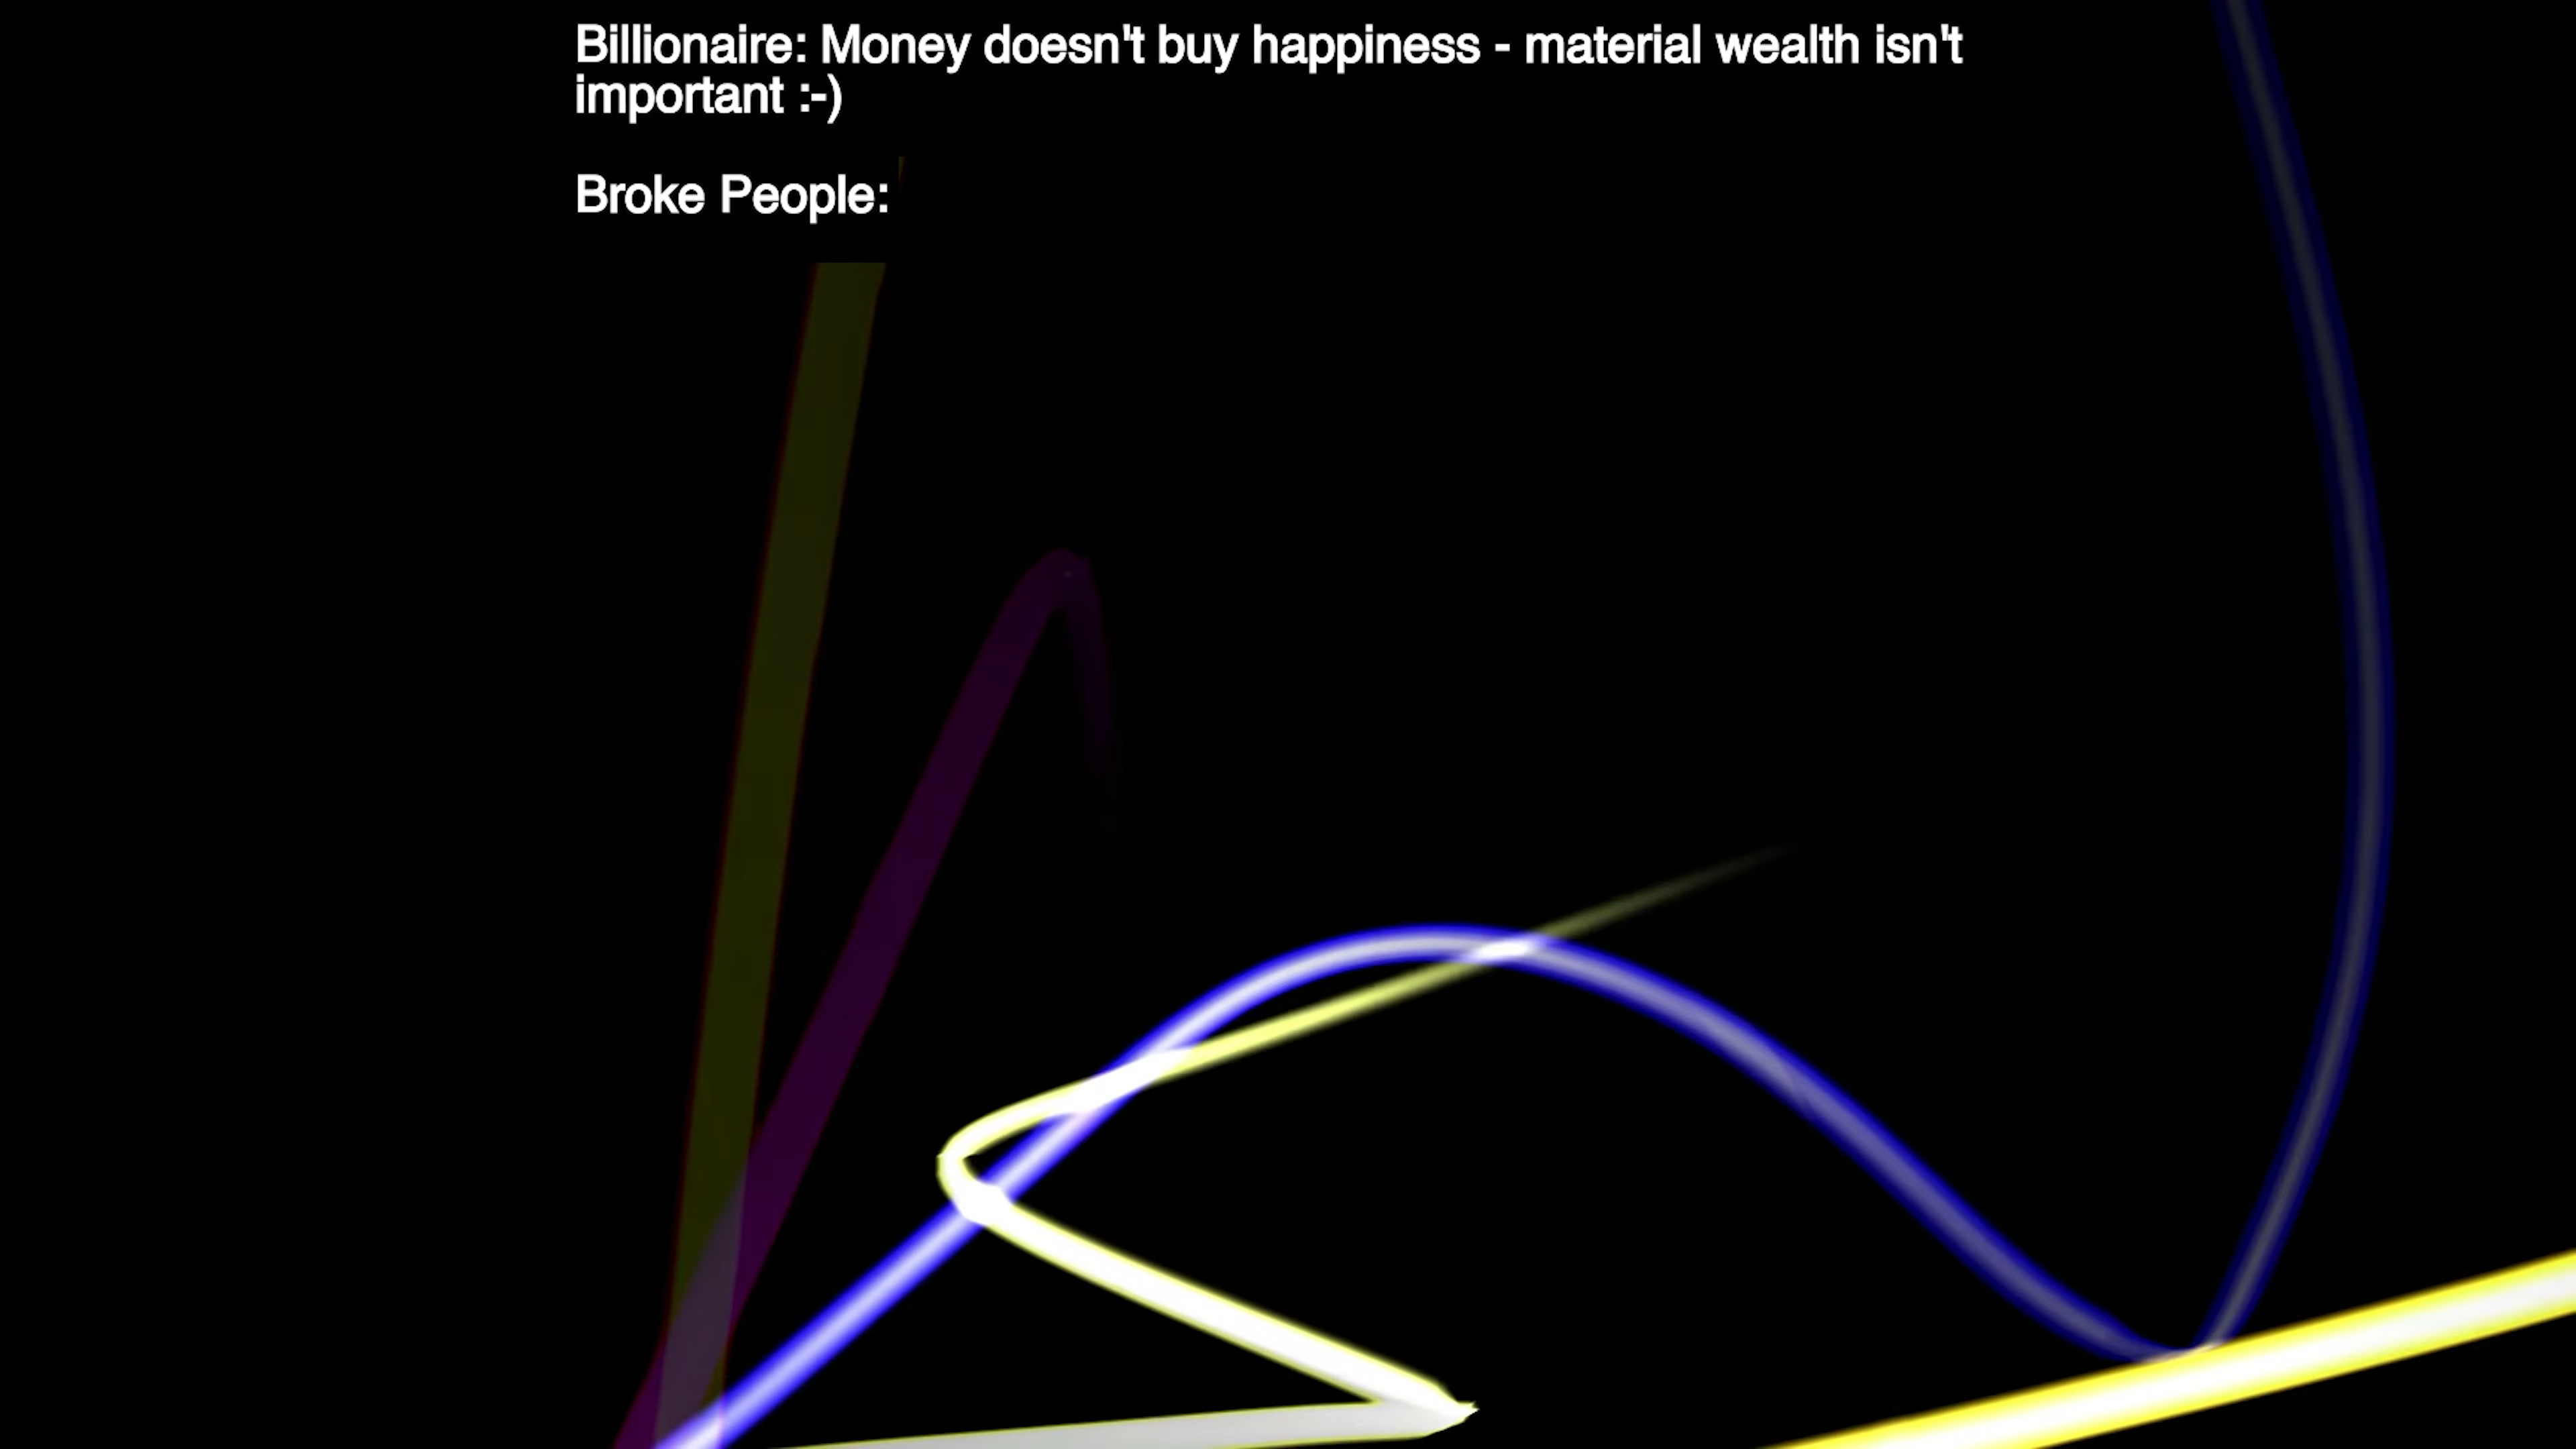 Billionaire: Money doesn't buy happiness - material wealth isn't
important :-)
Broke People: